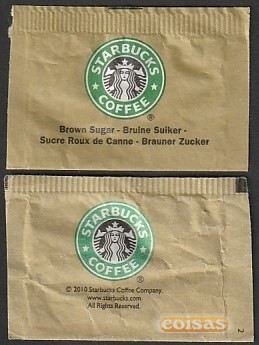 STARBUCKS
COFFEE
®
Brown Sugar - Bruine Suiker -
Sucre Roux de Canne - Brauner Zucker
STARBUCKS
COFFEE
®
© 2010 Starbucks Coffee Company.
www.starbucks.com
All Rights Reserved.
2
coisas